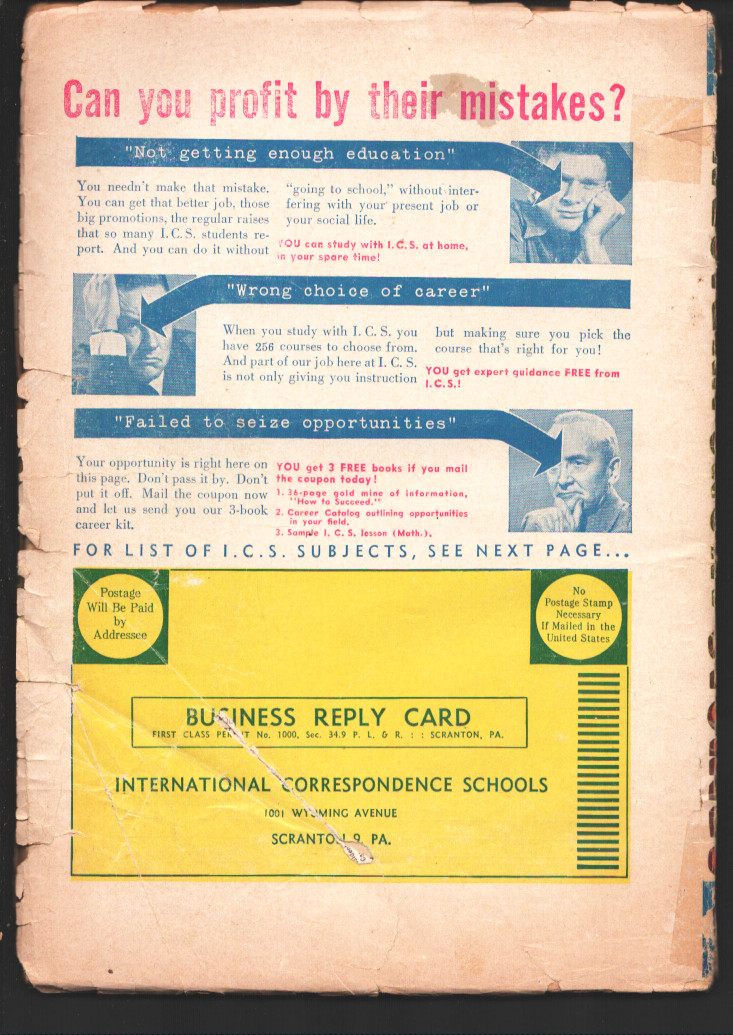 Can you profit by their mistakes?
"Not getting enough education"
You needn't make that mistake.
You can get that better job, those
big promotions, the regular raises
that so many I.C.S. students re-
port. And you can do it without
"going to school," without inter-
fering with your present job or
your social life.
YOU can study with I.C.S. at home,
in your spare time!
"Wrong choice of career"
When you study with I.C.S. you
have 256 courses to choose from.
And part of our job here at I.C.S.
is not only giving you instruction
but making sure you pick the
course that's right for you!
YOU get expert guidance FREE from
I.C.S.!
"Failed to seize opportunities"
Your opportunity is right here on
this page. Don't pass it by. Don't
put it off. Mail the coupon now
and let us send you our 3-book
career kit.
YOU get 3 FREE books if you mail
the coupon today!
1. 36-page gold mine of information,
"How to Succeed."
2. Career Catalog outlining opportunities
in your field.
3. Sample I. C. S. lesson (Math.).
FOR LIST OF I.C.S. SUBJECTS, SEE NEXT PAGE...
Postage
Will Be Paid
by
Addressee
No
Postage Stamp
Necessary
If Mailed in the
United States
BUSINESS REPLY CARD
FIRST CLASS PERMIT No. 1000, Sec. 34.9 P. L. & R. : : SCRANTON, PA.
INTERNATIONAL CORRESPONDENCE SCHOOLS
1001 WYOMING AVENUE
SCRANTON 9, PA.